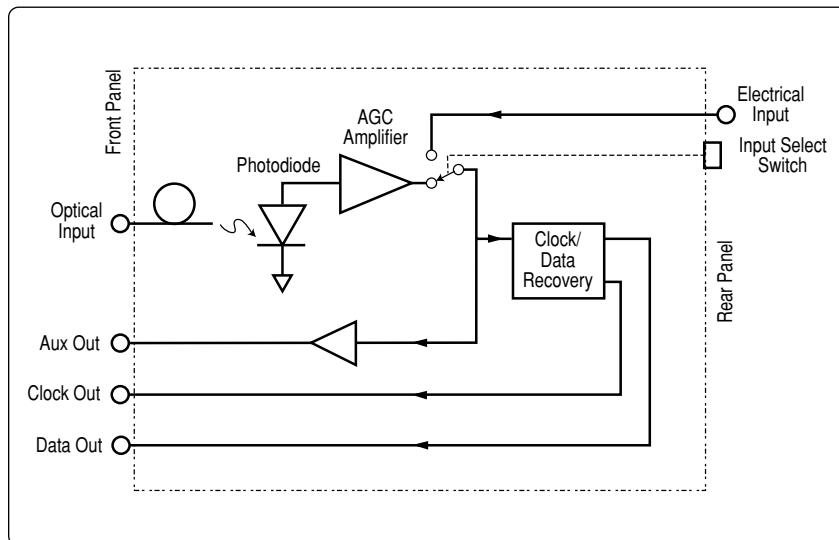 Front Panel
Electrical
Input
AGC
Amplifier
Input Select
Switch
Photodiode
Optical
Input
Clock/
Data
Recovery
Rear Panel
Aux Out
Clock Out
Data Out